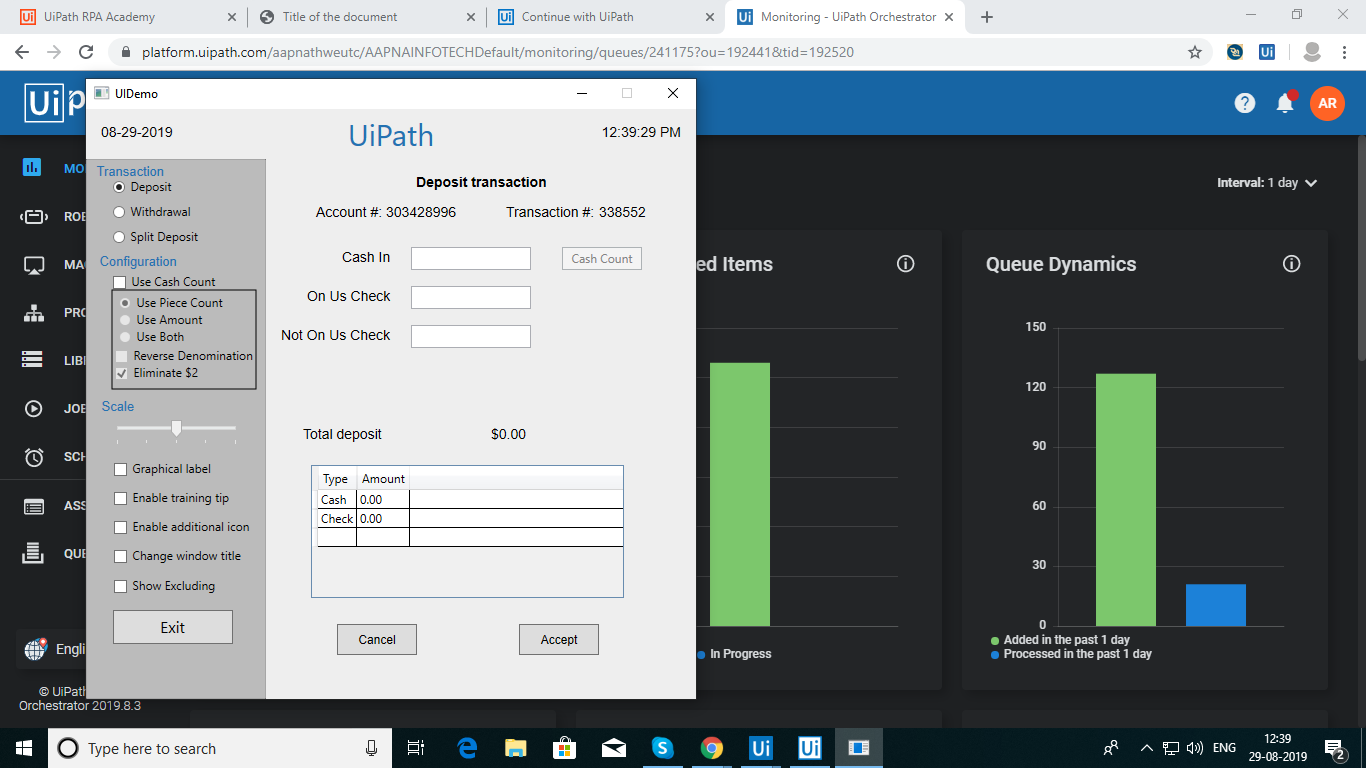 UiPath RPA Academy
Title of the document
Continue with UiPath
Monitoring - UiPath Orchestrator
platform.uipath.com/aapnathweutc/AAPNAINFOTECHDefault/monitoring/queues/241175?ou=192441&tid=192520
Ui
UIDemo
AR
08-29-2019
UiPath
12:39:29 PM
MO
ROB
MAC
PRO
LIBI
JOE
SCH
ASS
QUE
Engli
© UiPath
Orchestrator 2019.8.3
Transaction
Deposit
Withdrawal
Split Deposit
Configuration
Use Cash Count
Use Piece Count
Use Amount
Use Both
Reverse Denomination
Eliminate $2
Scale
Graphical label
Enable training tip
Enable additional icon
Change window title
Show Excluding
Exit
Deposit transaction
Account #: 303428996
Transaction #: 338552
Cash In
Cash Count
On Us Check
Not On Us Check
Total deposit
$0.00
Type Amount
Cash 0.00
Check 0.00
Cancel
Accept
Interval: 1 day
ed Items
In Progress
Queue Dynamics
150
120
90
60
30
0
Added in the past 1 day
Processed in the past 1 day
Type here to search
ENG
12:39
29-08-2019
2